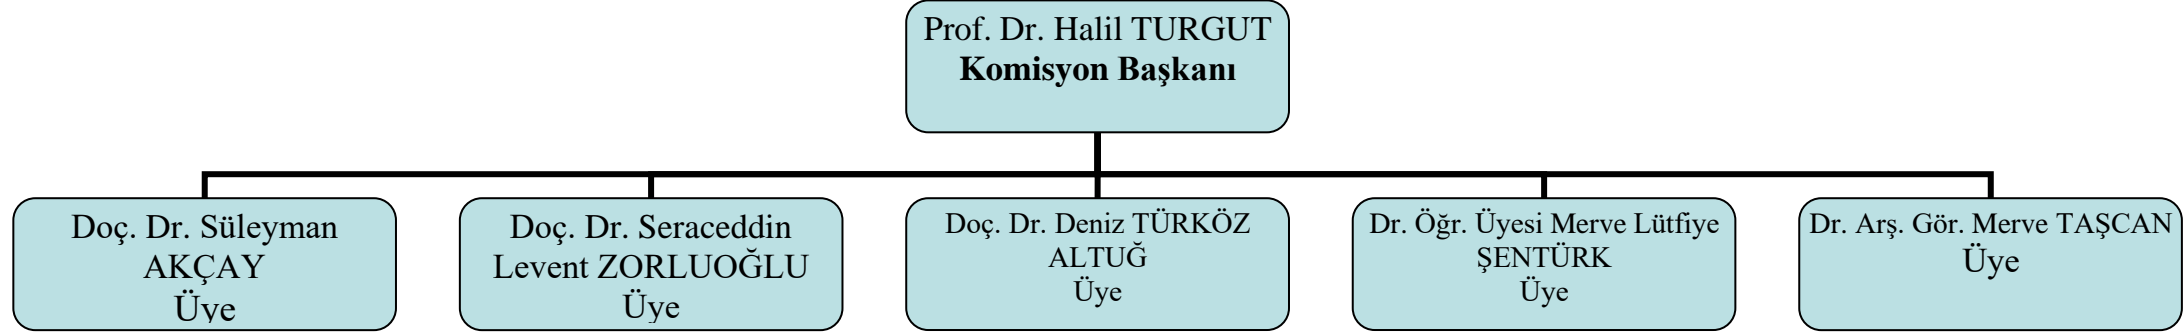 Prof. Dr. Halil TURGUT
Komisyon Başkanı
Doç. Dr. Süleyman
AKÇAY
Üye
Doç. Dr. Seraceddin
Levent ZORLUOĞLU
Üye
Doç. Dr. Deniz TÜRKÖZ
ALTUĞ
Üye
Dr. Öğr. Üyesi Merve Lütfiye
ŞENTÜRK
Üye
Dr. Arş. Gör. Merve TAŞCAN
Üye